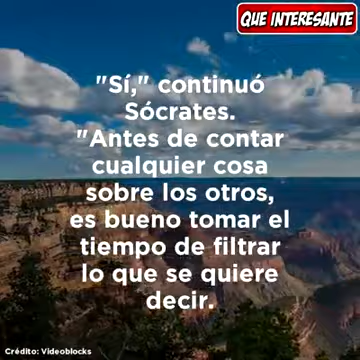 QUE INTERESANTE
"Sí," continuó
Sócrates.
"Antes de contar
cualquier cosa
sobre los otros,
es bueno tomar el
tiempo de filtrar
lo que se quiere
decir.
Crédito: Videoblocks